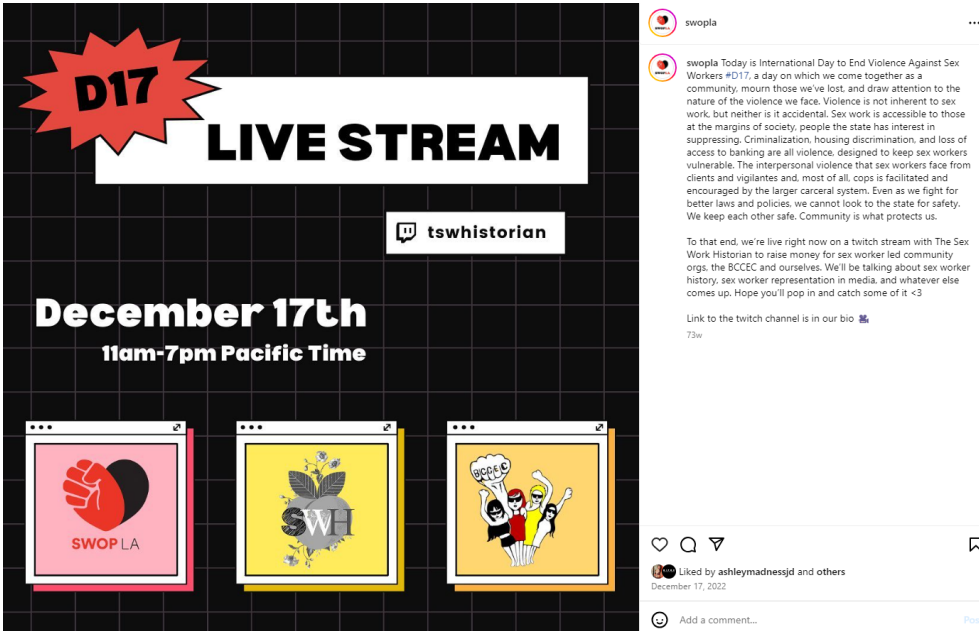 D17
LIVE STREAM
tswhistorian
December 17th
11am-7pm Pacific Time
SWOP LA
SWH
BCCEC
swopla
swopla Today is International Day to End Violence Against Sex
Workers #D17, a day on which we come together as a
community, mourn those we've lost, and draw attention to the
nature of the violence we face. Violence is not inherent to sex
work, but neither is it accidental. Sex work is accessible to those
at the margins of society, people the state has interest in
suppressing. Criminalization, housing discrimination, and loss of
access to banking are all violence, designed to keep sex workers
vulnerable. The interpersonal violence that sex workers face from
clients and vigilantes and, most of all, cops is facilitated and
encouraged by the larger carceral system. Even as we fight for
better laws and policies, we cannot look to the state for safety.
We keep each other safe. Community is what protects us.
To that end, we're live right now on a twitch stream with The Sex
Work Historian to raise money for sex worker led community
orgs, the BCCEC and ourselves. We'll be talking about sex worker
history, sex worker representation in media, and whatever else
comes up. Hope you'll pop in and catch some of it <3
Link to the twitch channel is in our bio 🎥
73w
Liked by ashleymadnessjd and others
December 17, 2022
Add a comment...